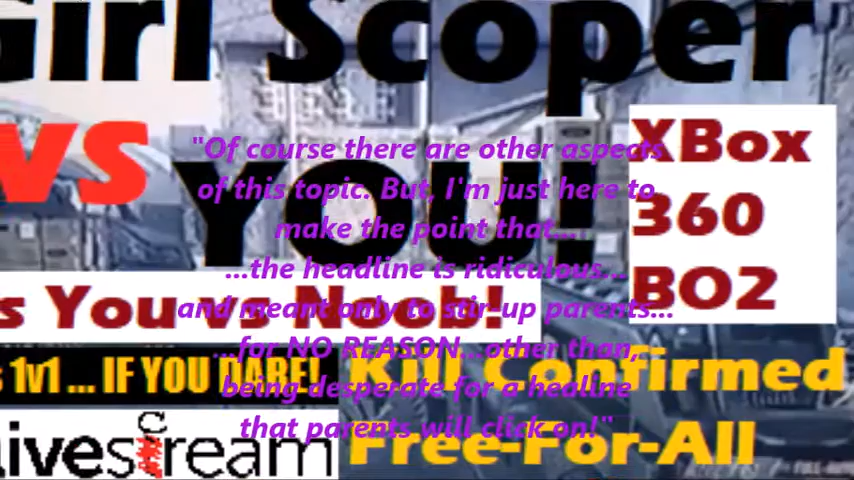 Girl Scoper
vs YOU!
XBox
360
BO2
s You vs Noob!
s 1v1 ... IF YOU DARE!
Kill Confirmed
livestream
Free-For-All
"Of course there are other aspects
of this topic. But, I'm just here to
make the point that...
...the headline is ridiculous...
and meant only to stir-up parents...
...for NO REASON...other than,
being desperate for a healine
that parents will click on!"